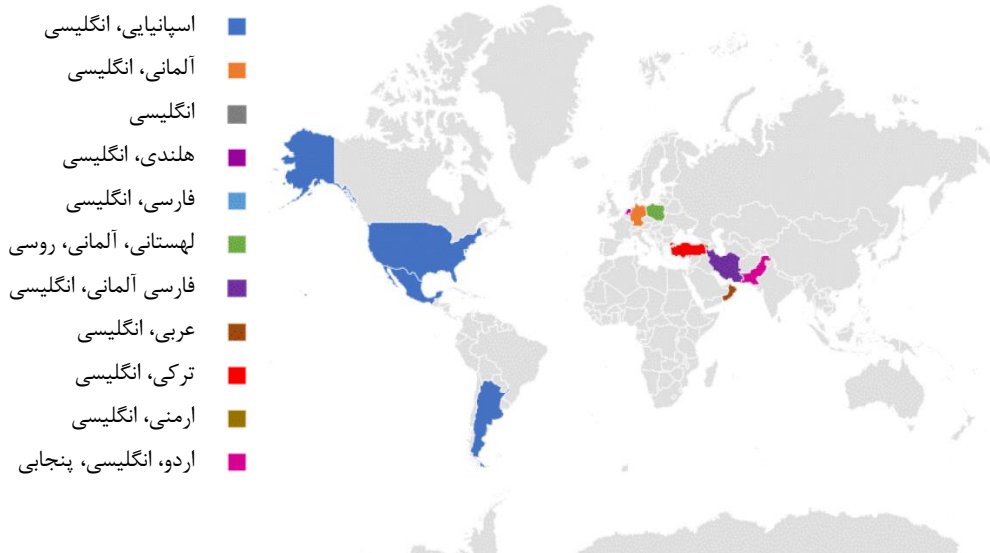 اسپانیایی، انگلیسی
آلمانی، انگلیسی
انگلیسی
هلندی، انگلیسی
فارسی، انگلیسی
لهستانی، آلمانی، روسی
فارسی آلمانی، انگلیسی
عربی، انگلیسی
ترکی، انگلیسی
ارمنی، انگلیسی
اردو، انگلیسی، پنجابی